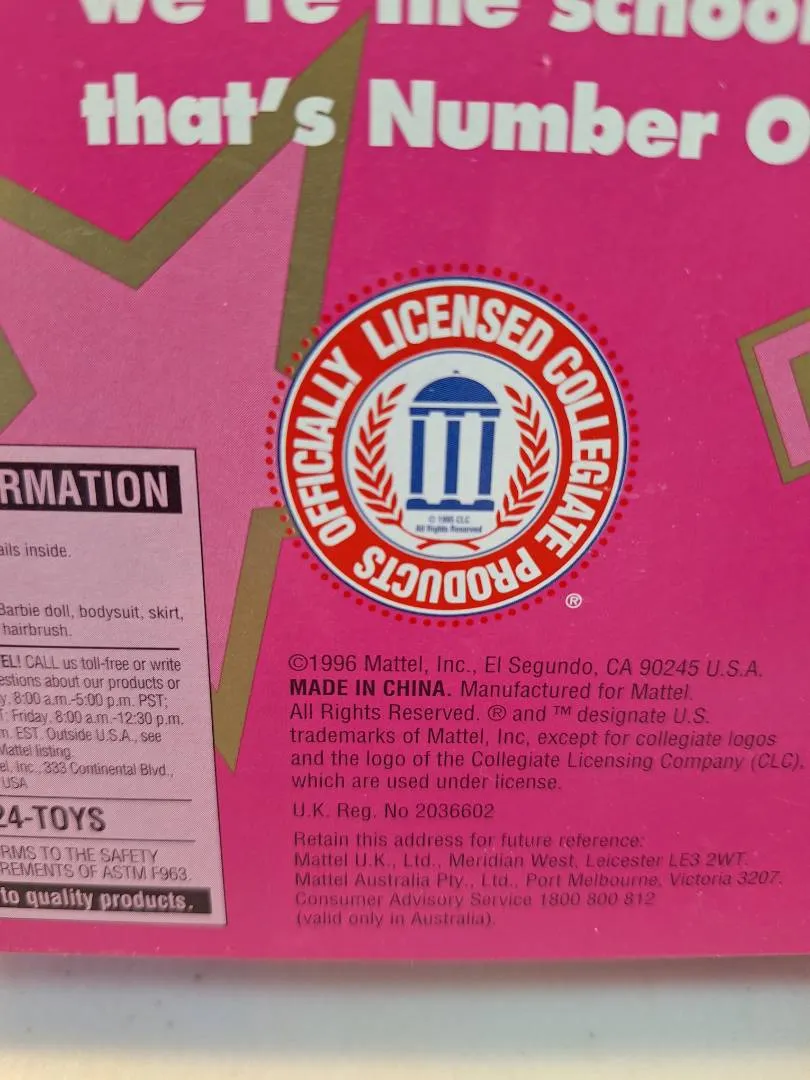 we're the school
that's Number O
OFFICIALLY LICENSED COLLEGIATE PRODUCTS
© 1995 CLC
All Rights Reserved
®
RMATION
ails inside.
Barbie doll, bodysuit, skirt,
hairbrush.
EL! CALL us toll-free or write
estions about our products or
y, 8:00 a.m.-5:00 p.m. PST;
T; Friday, 8:00 a.m.-12:30 p.m.
m. EST. Outside U.S.A., see
Mattel listing.
el, Inc., 333 Continental Blvd.,
USA
24-TOYS
RMS TO THE SAFETY
REMENTS OF ASTM F963.
to quality products.
©1996 Mattel, Inc., El Segundo, CA 90245 U.S.A.
MADE IN CHINA. Manufactured for Mattel.
All Rights Reserved. ® and ™ designate U.S.
trademarks of Mattel, Inc, except for collegiate logos
and the logo of the Collegiate Licensing Company (CLC),
which are used under license.
U.K. Reg. No 2036602
Retain this address for future reference:
Mattel U.K., Ltd., Meridian West, Leicester LE3 2WT.
Mattel Australia Pty., Ltd., Port Melbourne, Victoria 3207.
Consumer Advisory Service 1800 800 812
(valid only in Australia).